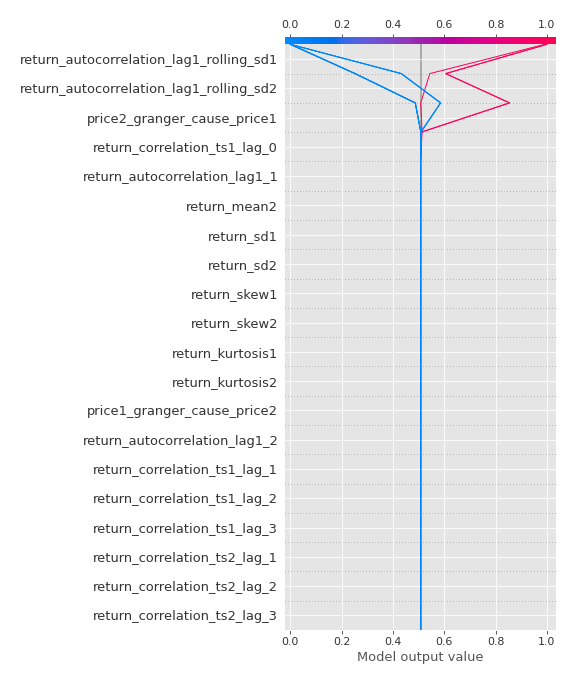 0.0 0.2 0.4 0.6 0.8 1.0
return_autocorrelation_lag1_rolling_sd1
return_autocorrelation_lag1_rolling_sd2
price2_granger_cause_price1
return_correlation_ts1_lag_0
return_autocorrelation_lag1_1
return_mean2
return_sd1
return_sd2
return_skew1
return_skew2
return_kurtosis1
return_kurtosis2
price1_granger_cause_price2
return_autocorrelation_lag1_2
return_correlation_ts1_lag_1
return_correlation_ts1_lag_2
return_correlation_ts1_lag_3
return_correlation_ts2_lag_1
return_correlation_ts2_lag_2
return_correlation_ts2_lag_3
0.0 0.2 0.4 0.6 0.8 1.0
Model output value